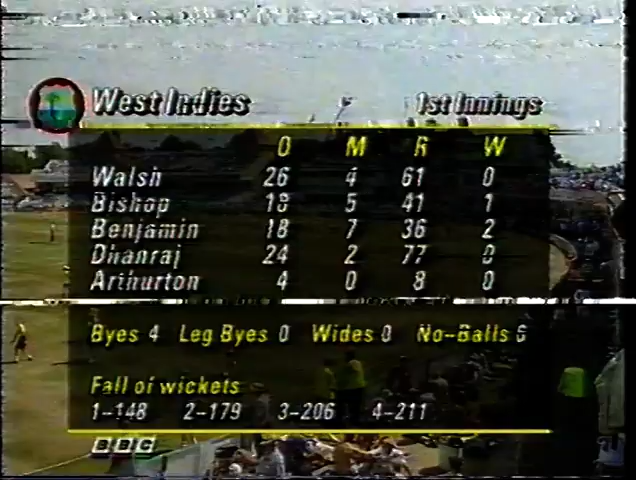 West Indies 1st Innings
O M R W
Walsh 26 4 61 0
Bishop 18 5 41 1
Benjamin 18 7 36 2
Dhanraj 24 2 77 0
Arthurton 4 0 8 0
Byes 4 Leg Byes 0 Wides 0 No-Balls 6
Fall of wickets
1-148 2-179 3-206 4-211
BBC